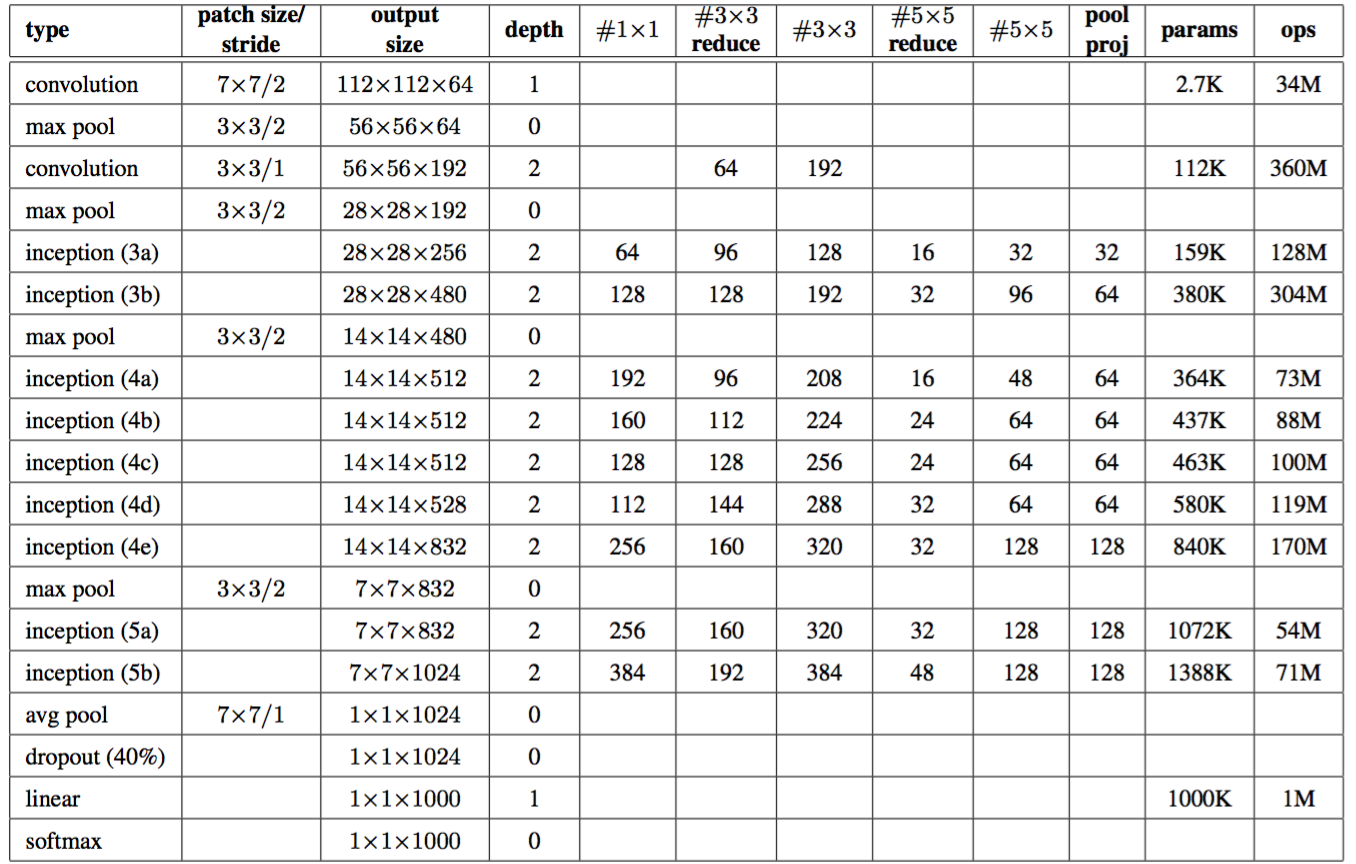 type patch size/ stride output size depth #1×1 #3×3 reduce #3×3 #5×5 reduce #5×5 pool proj params ops
convolution 7×7/2 112×112×64 1 2.7K 34M
max pool 3×3/2 56×56×64 0
convolution 3×3/1 56×56×192 2 64 192 112K 360M
max pool 3×3/2 28×28×192 0
inception (3a) 28×28×256 2 64 96 128 16 32 32 159K 128M
inception (3b) 28×28×480 2 128 128 192 32 96 64 380K 304M
max pool 3×3/2 14×14×480 0
inception (4a) 14×14×512 2 192 96 208 16 48 64 364K 73M
inception (4b) 14×14×512 2 160 112 224 24 64 64 437K 88M
inception (4c) 14×14×512 2 128 128 256 24 64 64 463K 100M
inception (4d) 14×14×528 2 112 144 288 32 64 64 580K 119M
inception (4e) 14×14×832 2 256 160 320 32 128 128 840K 170M
max pool 3×3/2 7×7×832 0
inception (5a) 7×7×832 2 256 160 320 32 128 128 1072K 54M
inception (5b) 7×7×1024 2 384 192 384 48 128 128 1388K 71M
avg pool 7×7/1 1×1×1024 0
dropout (40%) 1×1×1024 0
linear 1×1×1000 1 1000K 1M
softmax 1×1×1000 0